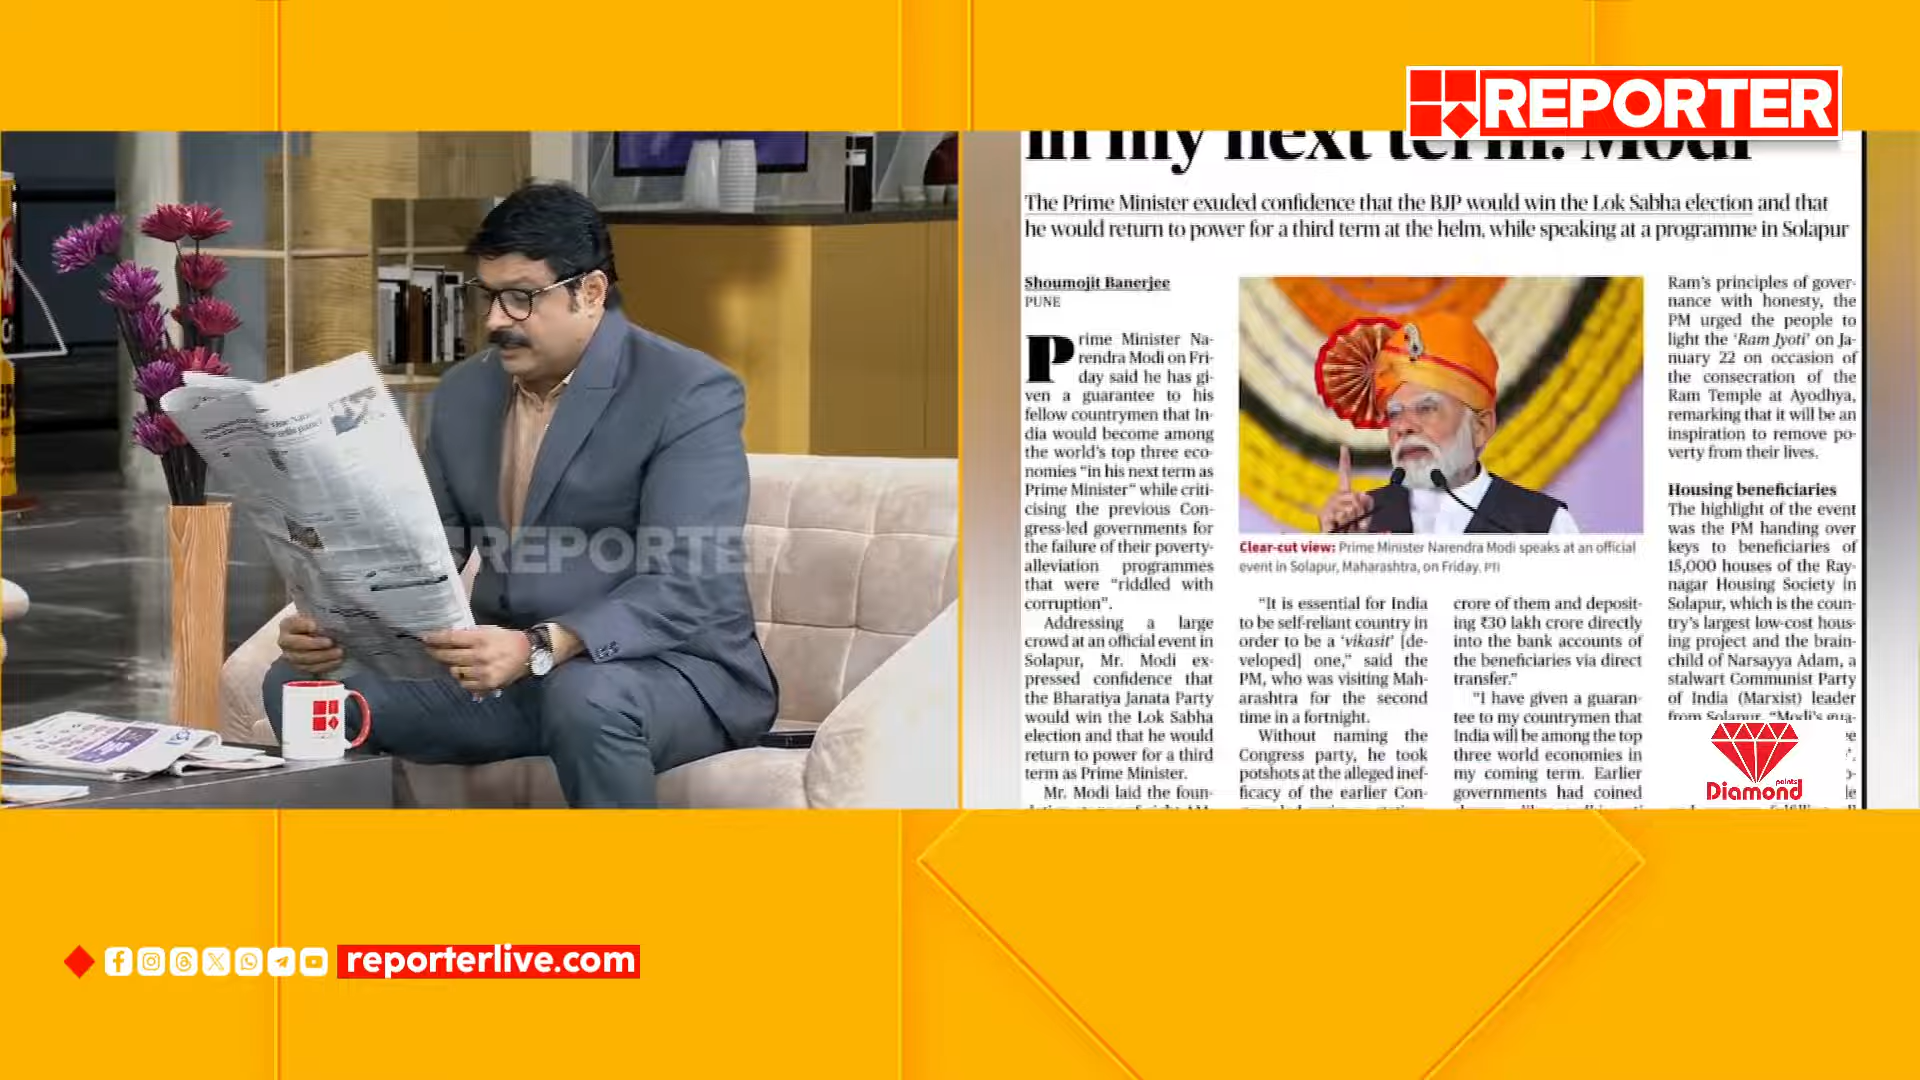 REPORTER
in my next term: Modi
The Prime Minister exuded confidence that the BJP would win the Lok Sabha election and that
he would return to power for a third term at the helm, while speaking at a programme in Solapur
Shoumojit Banerjee
PUNE
Prime Minister Na-
rendra Modi on Fri-
day said he has gi-
ven a guarantee to his
fellow countrymen that In-
dia would become among
the world's top three eco-
nomies “in his next term as
Prime Minister” while criti-
cising the previous Con-
gress-led governments for
the failure of their poverty-
alleviation programmes
that were “riddled with
corruption”.
Addressing a large
crowd at an official event in
Solapur, Mr. Modi ex-
pressed confidence that
the Bharatiya Janata Party
would win the Lok Sabha
election and that he would
return to power for a third
term as Prime Minister.
Mr. Modi laid the foun-
Clear-cut view: Prime Minister Narendra Modi speaks at an official
event in Solapur, Maharashtra, on Friday. PTI
“It is essential for India
to be self-reliant country in
order to be a ‘vikasit’ [de-
veloped] one,” said the
PM, who was visiting Mah-
arashtra for the second
time in a fortnight.
Without naming the
Congress party, he took
potshots at the alleged inef-
ficacy of the earlier Con-
crore of them and deposit-
ing ₹30 lakh crore directly
into the bank accounts of
the beneficiaries via direct
transfer.”
“I have given a guaran-
tee to my countrymen that
India will be among the top
three world economies in
my coming term. Earlier
governments had coined
Ram's principles of gover-
nance with honesty, the
PM urged the people to
light the ‘Ram Jyoti’ on Ja-
nuary 22 on occasion of
the consecration of the
Ram Temple at Ayodhya,
remarking that it will be an
inspiration to remove po-
verty from their lives.
Housing beneficiaries
The highlight of the event
was the PM handing over
keys to beneficiaries of
15,000 houses of the Ray-
nagar Housing Society in
Solapur, which is the coun-
try's largest low-cost hous-
ing project and the brain-
child of Narsayya Adam, a
stalwart Communist Party
of India (Marxist) leader
from Solapur. “Modi's gua-
points
Diamond
REPORTER
reporterlive.com